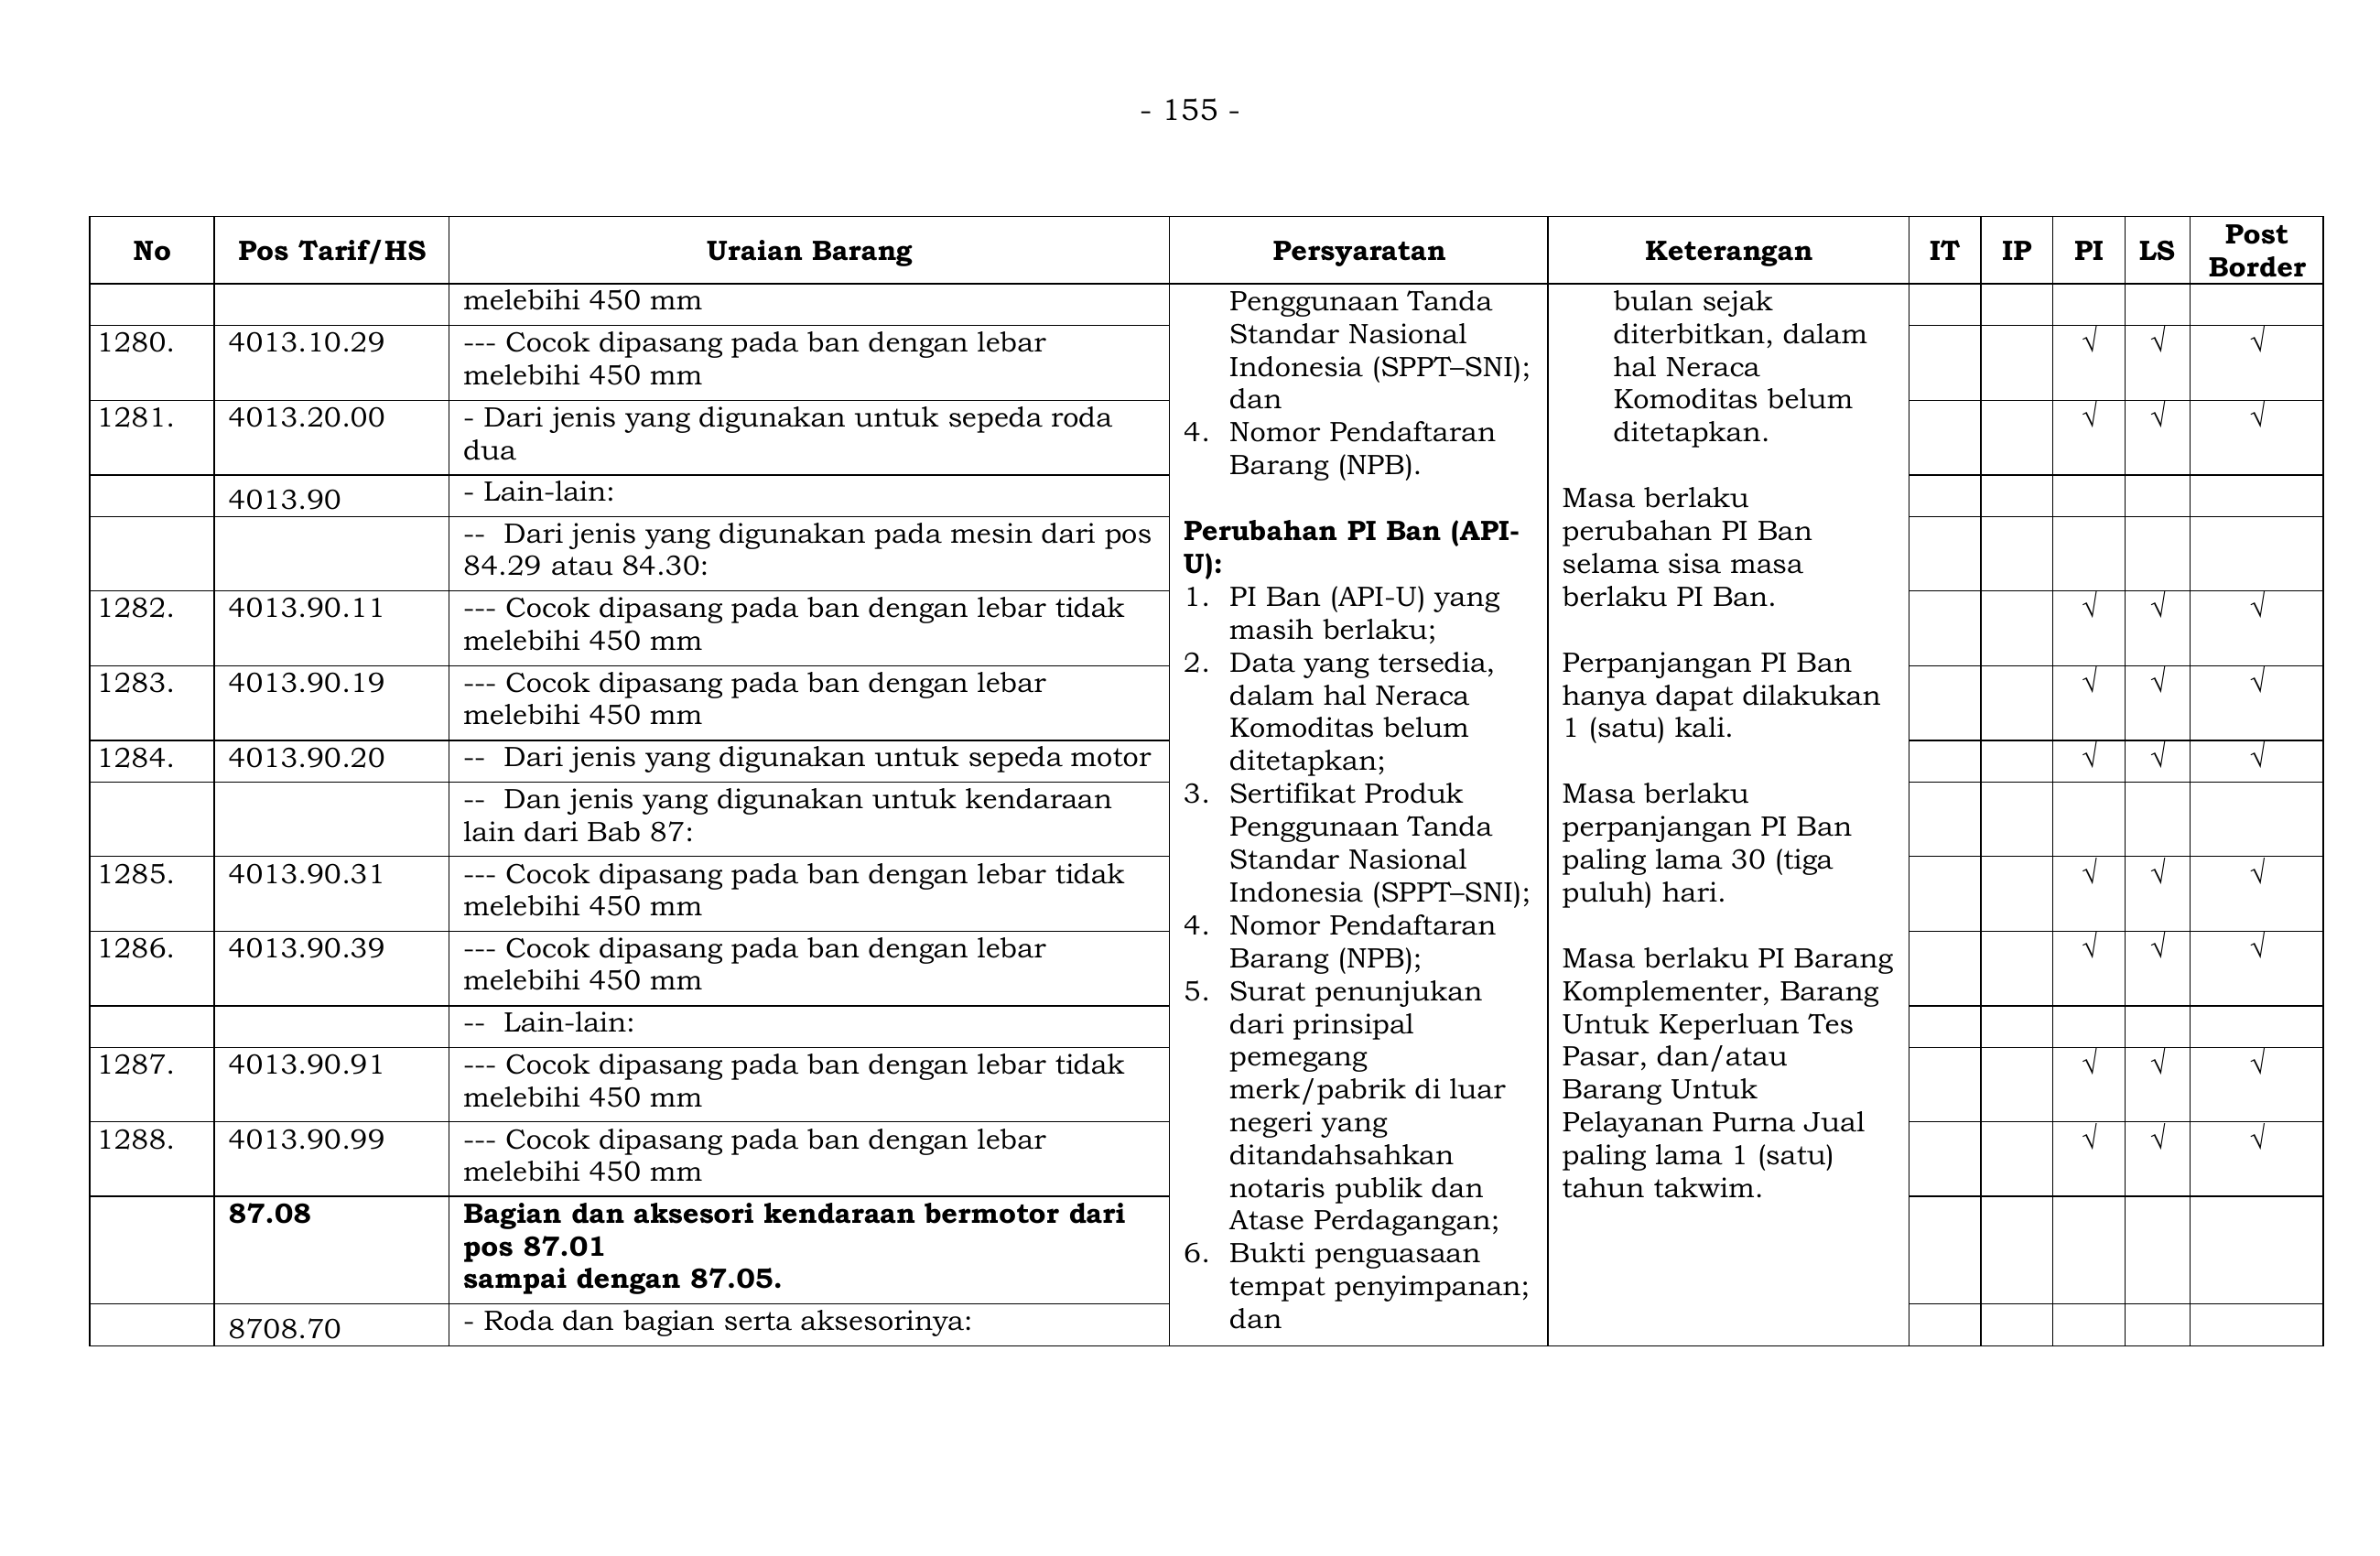 - 155 -
No Pos Tarif/HS Uraian Barang Persyaratan Keterangan IT IP PI LS Post Border
melebihi 450 mm
1280. 4013.10.29 --- Cocok dipasang pada ban dengan lebar
melebihi 450 mm √ √ √
1281. 4013.20.00 - Dari jenis yang digunakan untuk sepeda roda
dua √ √ √
4013.90 - Lain-lain:
-- Dari jenis yang digunakan pada mesin dari pos
84.29 atau 84.30:
1282. 4013.90.11 --- Cocok dipasang pada ban dengan lebar tidak
melebihi 450 mm √ √ √
1283. 4013.90.19 --- Cocok dipasang pada ban dengan lebar
melebihi 450 mm √ √ √
1284. 4013.90.20 -- Dari jenis yang digunakan untuk sepeda motor √ √ √
-- Dan jenis yang digunakan untuk kendaraan
lain dari Bab 87:
1285. 4013.90.31 --- Cocok dipasang pada ban dengan lebar tidak
melebihi 450 mm √ √ √
1286. 4013.90.39 --- Cocok dipasang pada ban dengan lebar
melebihi 450 mm √ √ √
-- Lain-lain:
1287. 4013.90.91 --- Cocok dipasang pada ban dengan lebar tidak
melebihi 450 mm √ √ √
1288. 4013.90.99 --- Cocok dipasang pada ban dengan lebar
melebihi 450 mm √ √ √
87.08 Bagian dan aksesori kendaraan bermotor dari
pos 87.01
sampai dengan 87.05.
8708.70 - Roda dan bagian serta aksesorinya:
Penggunaan Tanda
Standar Nasional
Indonesia (SPPT–SNI);
dan
4. Nomor Pendaftaran
Barang (NPB).
Perubahan PI Ban (API-
U):
1. PI Ban (API-U) yang
masih berlaku;
2. Data yang tersedia,
dalam hal Neraca
Komoditas belum
ditetapkan;
3. Sertifikat Produk
Penggunaan Tanda
Standar Nasional
Indonesia (SPPT–SNI);
4. Nomor Pendaftaran
Barang (NPB);
5. Surat penunjukan
dari prinsipal
pemegang
merk/pabrik di luar
negeri yang
ditandahsahkan
notaris publik dan
Atase Perdagangan;
6. Bukti penguasaan
tempat penyimpanan;
dan
bulan sejak
diterbitkan, dalam
hal Neraca
Komoditas belum
ditetapkan.
Masa berlaku
perubahan PI Ban
selama sisa masa
berlaku PI Ban.
Perpanjangan PI Ban
hanya dapat dilakukan
1 (satu) kali.
Masa berlaku
perpanjangan PI Ban
paling lama 30 (tiga
puluh) hari.
Masa berlaku PI Barang
Komplementer, Barang
Untuk Keperluan Tes
Pasar, dan/atau
Barang Untuk
Pelayanan Purna Jual
paling lama 1 (satu)
tahun takwim.